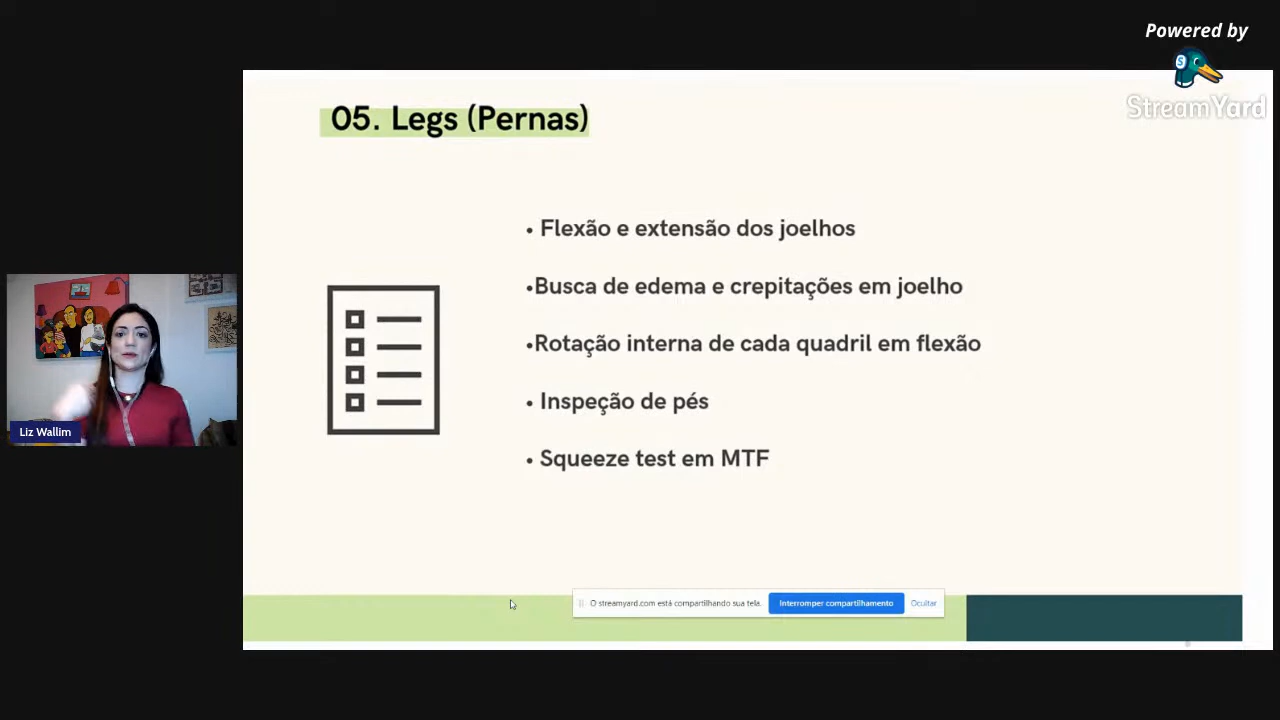 Powered by
StreamYard
05. Legs (Pernas)
• Flexão e extensão dos joelhos
•Busca de edema e crepitações em joelho
•Rotação interna de cada quadril em flexão
• Inspeção de pés
• Squeeze test em MTF
Liz Wallim
O streamyard.com está compartilhando sua tela. Interromper compartilhamento Ocultar